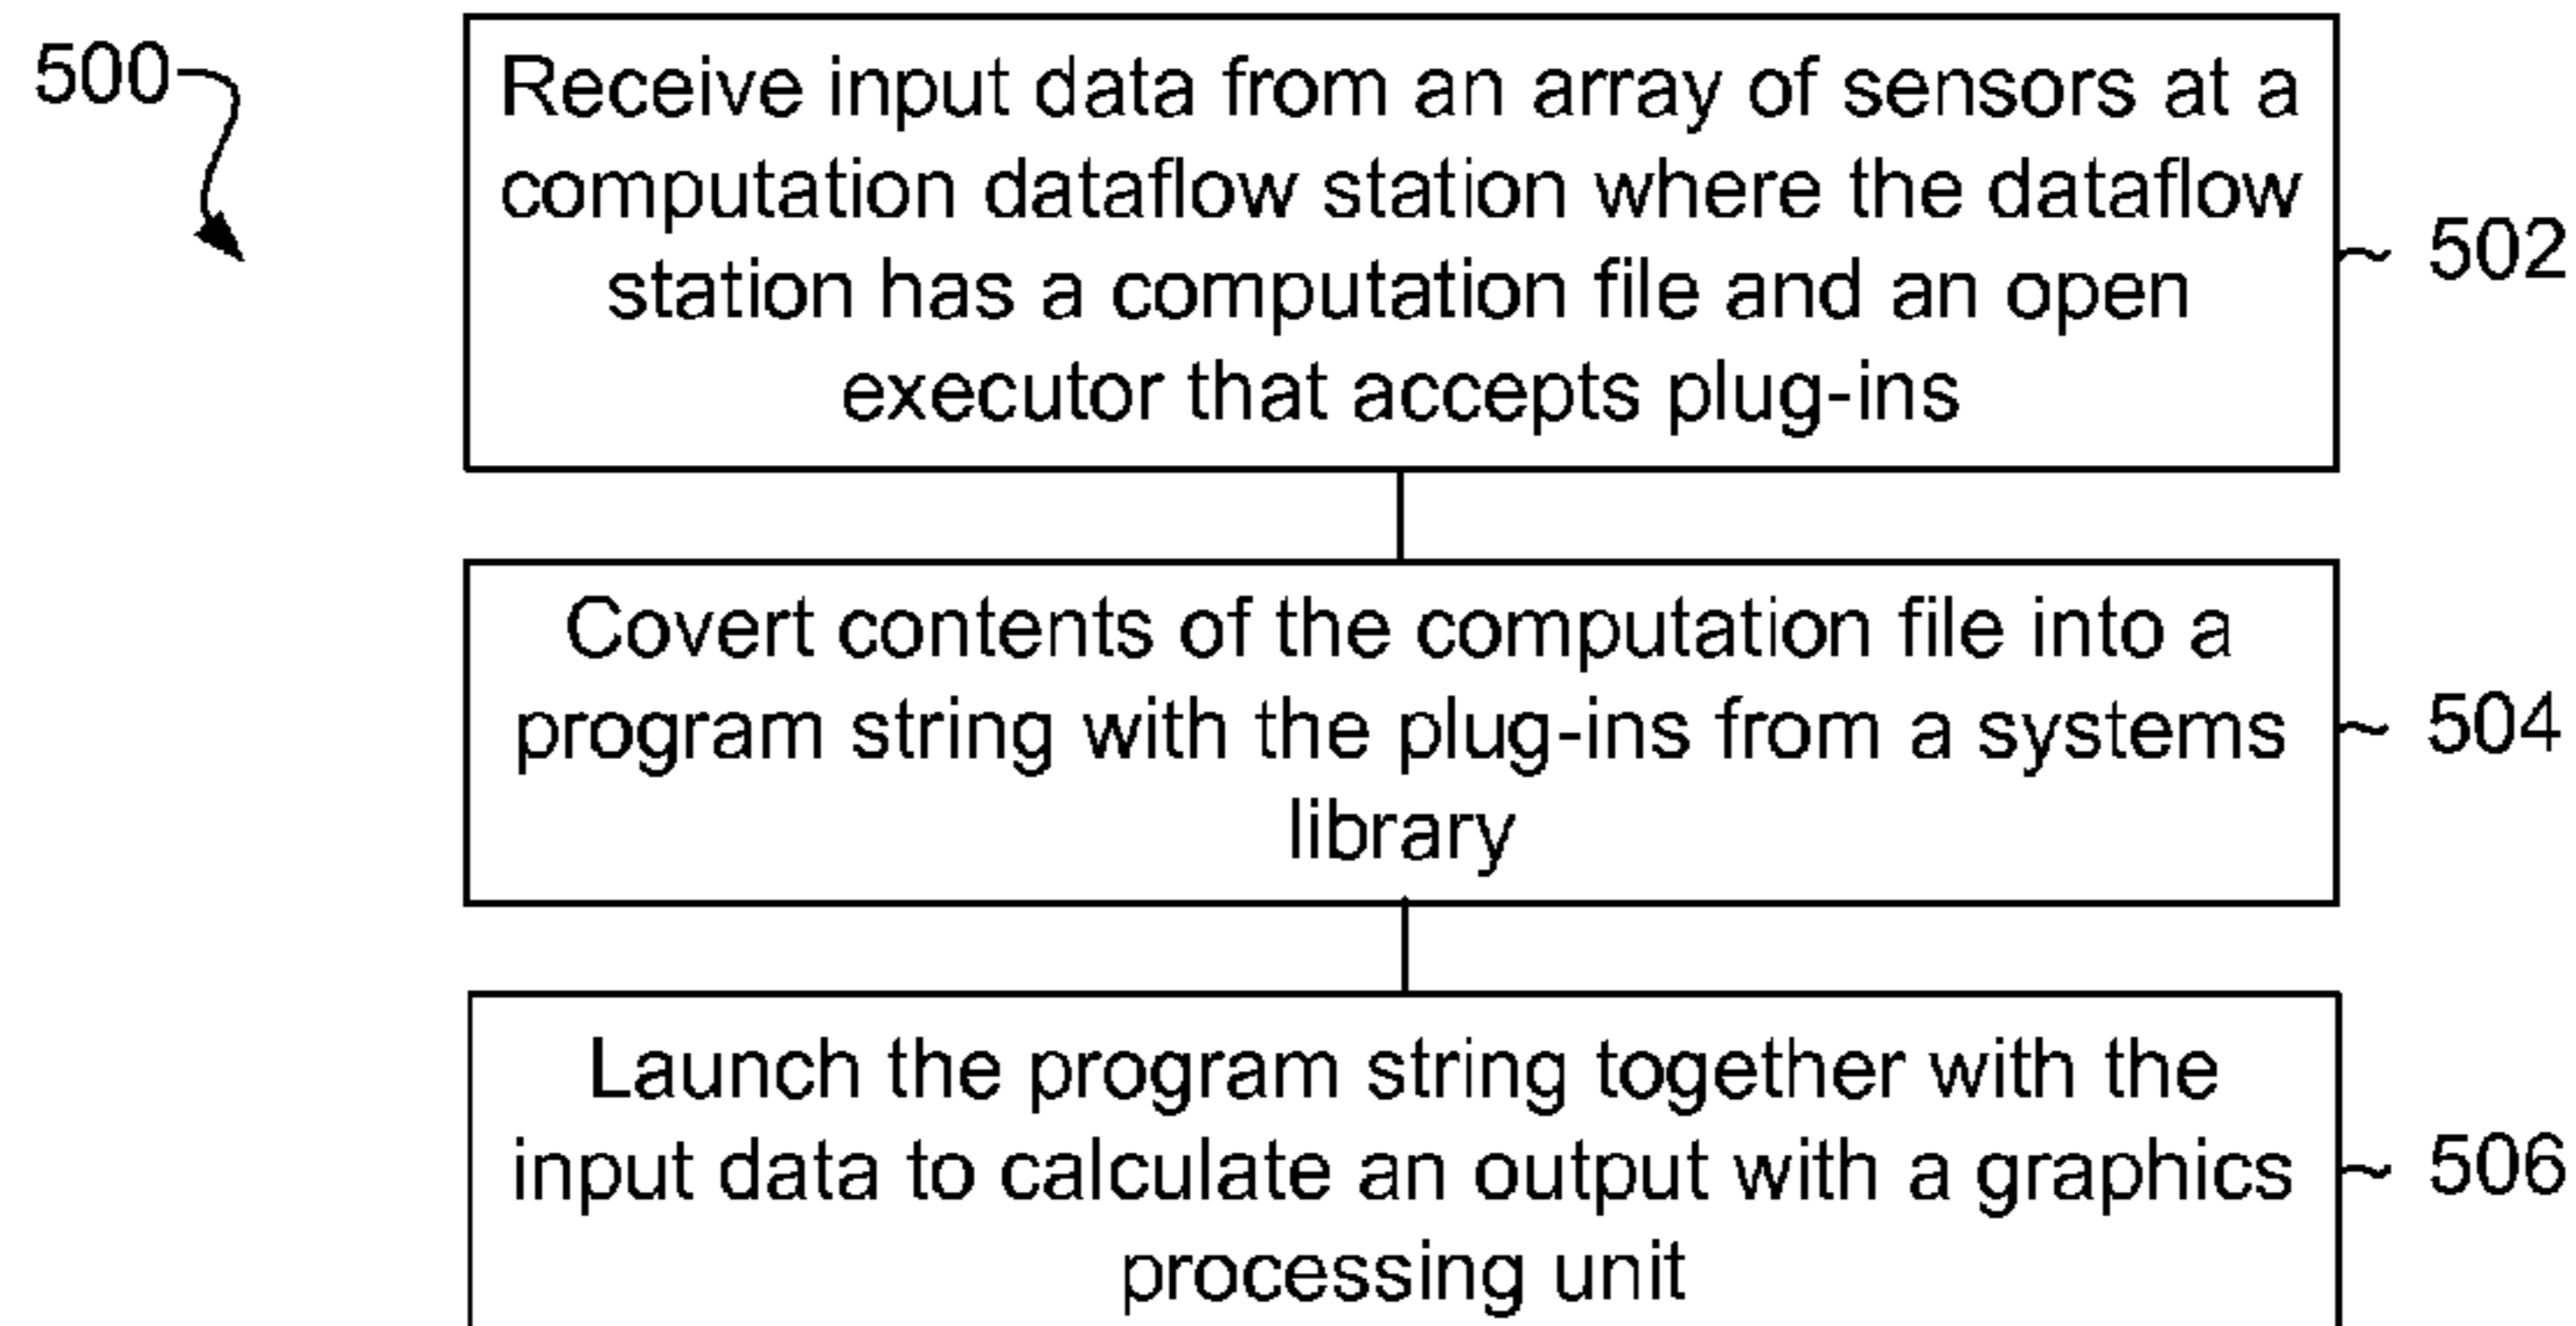 500
Receive input data from an array of sensors at a
computation dataflow station where the dataflow
station has a computation file and an open
executor that accepts plug-ins
502
Covert contents of the computation file into a
program string with the plug-ins from a systems
library
504
Launch the program string together with the
input data to calculate an output with a graphics
processing unit
506